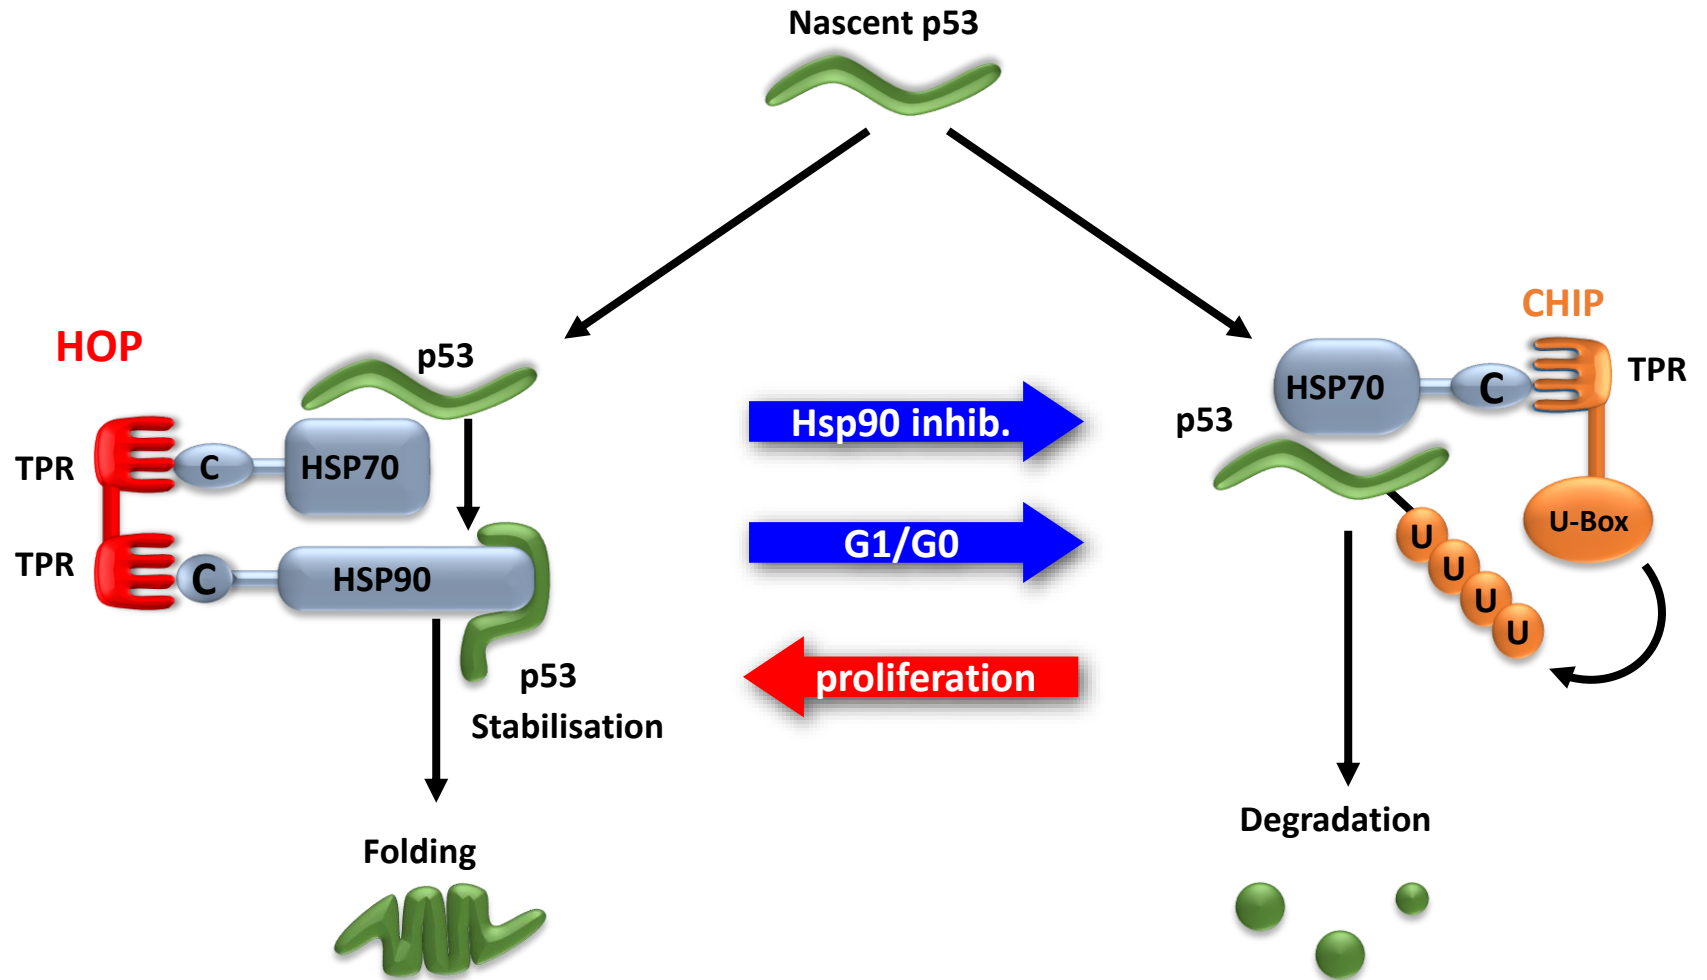 Nascent p53
HOP
p53
TPR
C
HSP70
TPR
C
HSP90
p53
Stabilisation
Folding
Hsp90 inhib.
G1/G0
proliferation
CHIP
HSP70
C
TPR
p53
U-Box
U
U
U
U
Degradation